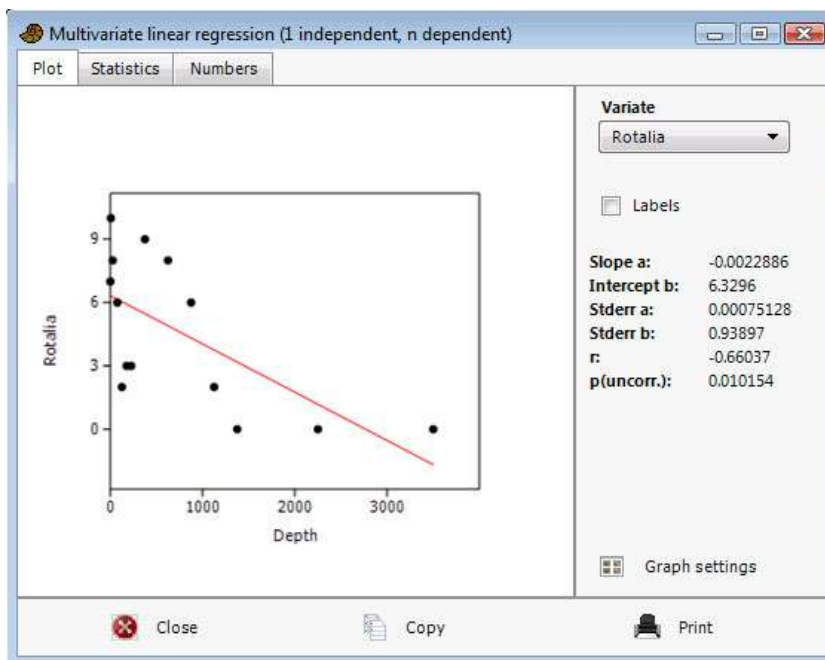 Multivariate linear regression (1 independent, n dependent)
Plot Statistics Numbers
Variate
Rotalia
Labels
Slope a: -0.0022886
Intercept b: 6.3296
Stderr a: 0.00075128
Stderr b: 0.93897
r: -0.66037
p(uncorr.): 0.010154
9
6
3
0
Rotalia
0 1000 2000 3000
Depth
Graph settings
Close Copy Print